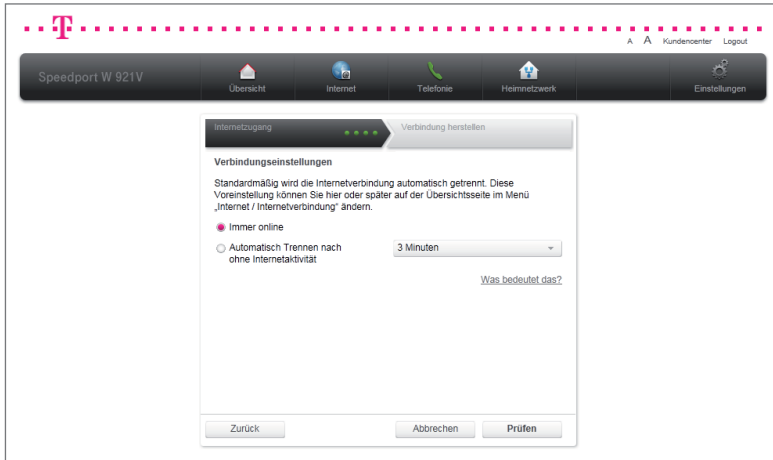 T
A A Kundencenter Logout
Speedport W 921V
Übersicht Internet Telefonie Heimnetzwerk Einstellungen
Internetzugang Verbindung herstellen
Verbindungseinstellungen
Standardmäßig wird die Internetverbindung automatisch getrennt. Diese
Voreinstellung können Sie hier oder später auf der Übersichtsseite im Menü
„Internet / Internetverbindung“ ändern.
Immer online
Automatisch Trennen nach 3 Minuten
ohne Internetaktivität
Was bedeutet das?
Zurück Abbrechen Prüfen